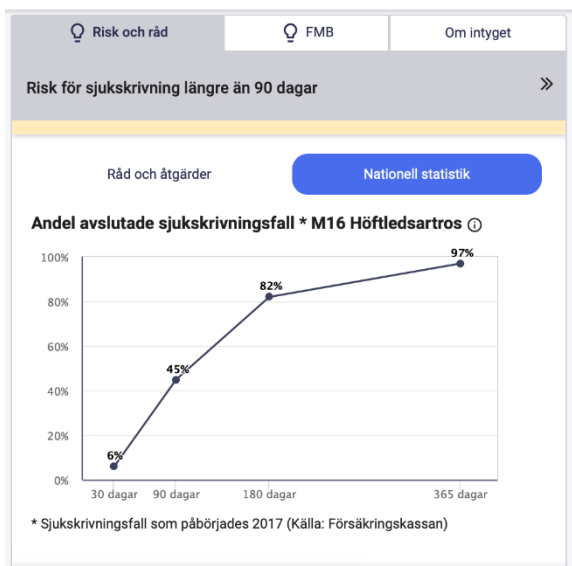 Risk och råd FMB Om intyget
Risk för sjukskrivning längre än 90 dagar
Råd och åtgärder Nationell statistik
Andel avslutade sjukskrivningsfall * M16 Höftledsartros
100%
97%
80%
82%
60%
45%
40%
20%
6%
0%
30 dagar 90 dagar 180 dagar 365 dagar
* Sjukskrivningsfall som påbörjades 2017 (Källa: Försäkringskassan)